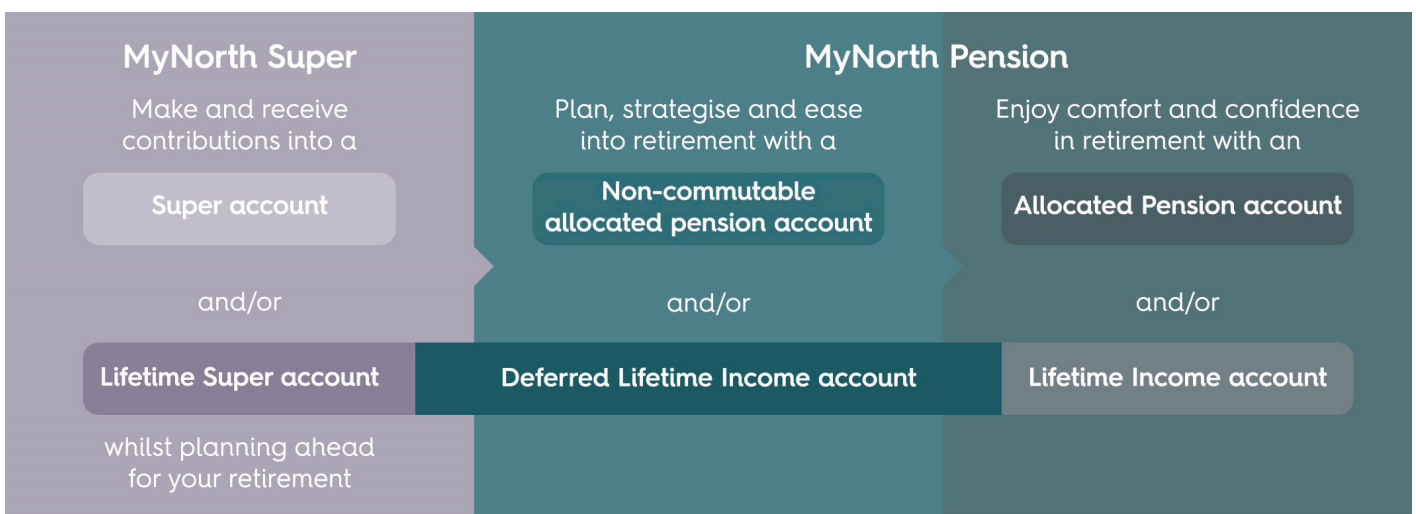 MyNorth Super
Make and receive
contributions into a
Super account
and/or
Lifetime Super account
whilst planning ahead
for your retirement
MyNorth Pension
Plan, strategise and ease
into retirement with a
Non-commutable
allocated pension account
and/or
Deferred Lifetime Income account
Enjoy comfort and confidence
in retirement with an
Allocated Pension account
and/or
Lifetime Income account